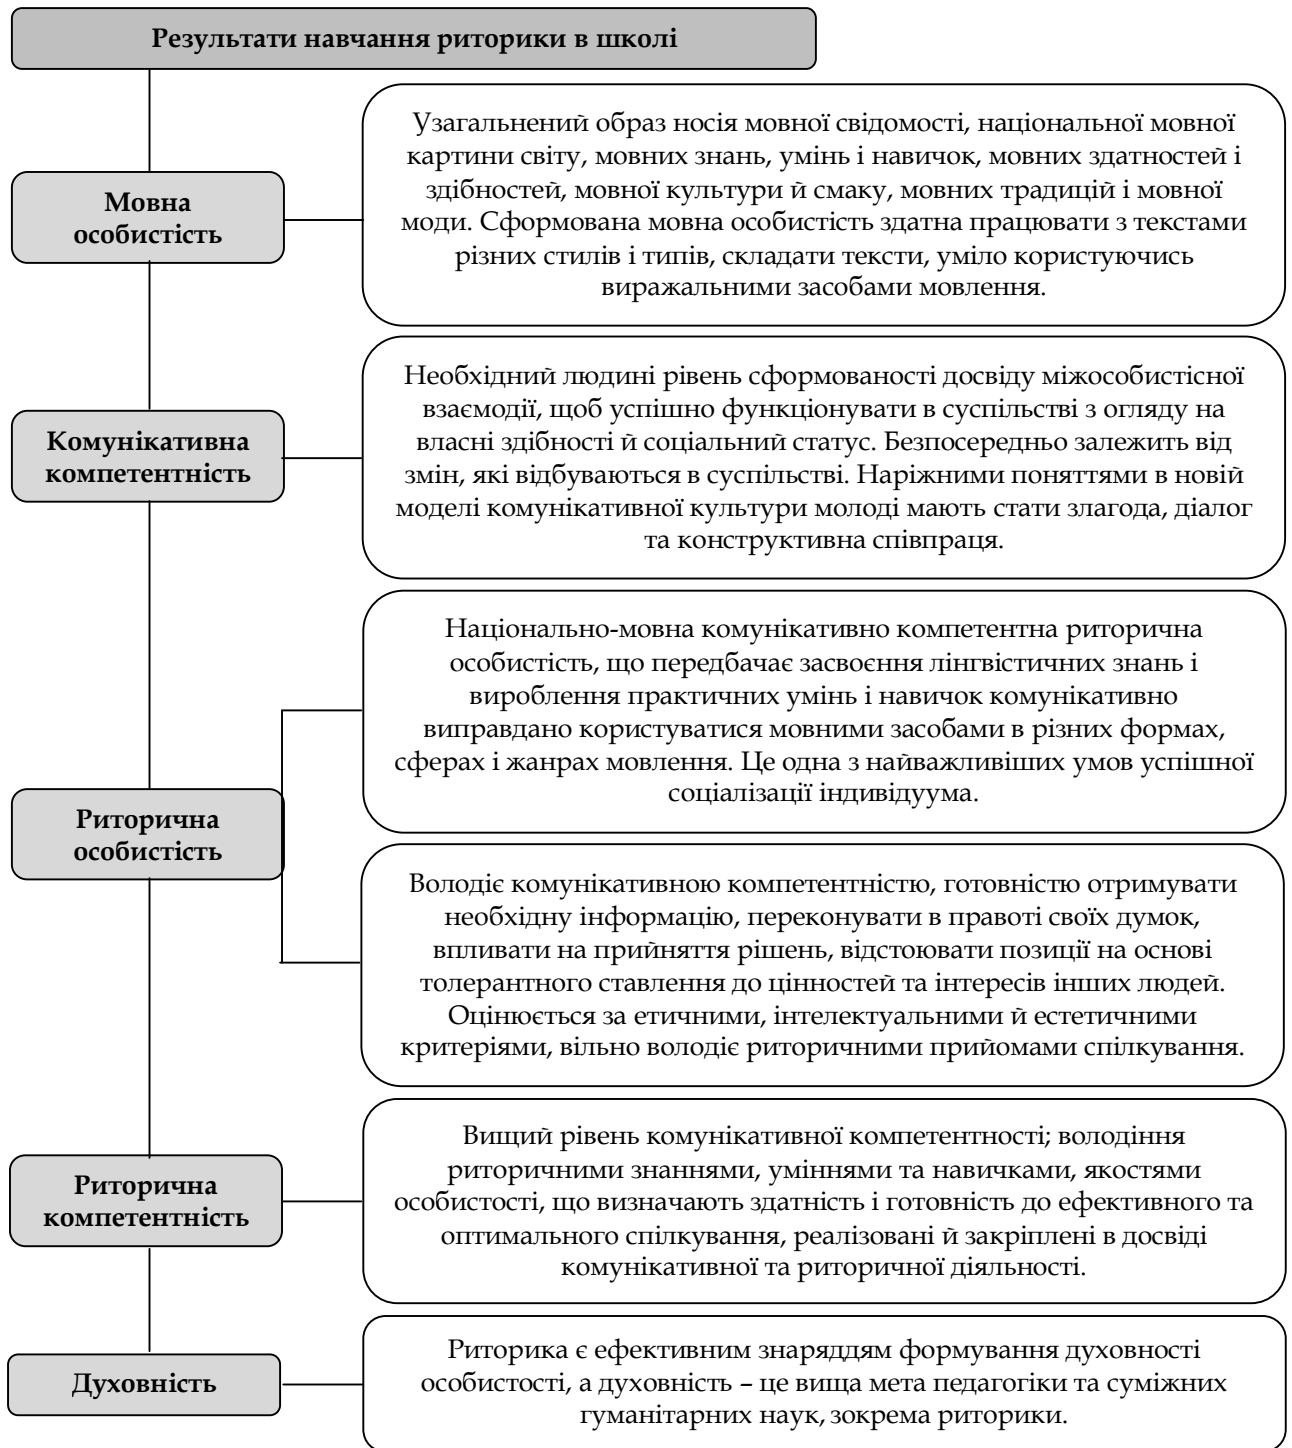 Результати навчання риторики в школі
Мовна
особистість
Узагальнений образ носія мовної свідомості, національної мовної
картини світу, мовних знань, умінь і навичок, мовних здатностей і
здібностей, мовної культури й смаку, мовних традицій і мовної
моди. Сформована мовна особистість здатна працювати з текстами
різних стилів і типів, складати тексти, уміло користуючись
виражальними засобами мовлення.
Комунікативна
компетентність
Необхідний людині рівень сформованості досвіду міжособистісної
взаємодії, щоб успішно функціонувати в суспільстві з огляду на
власні здібності й соціальний статус. Безпосередньо залежить від
змін, які відбуваються в суспільстві. Наріжними поняттями в новій
моделі комунікативної культури молоді мають стати злагода, діалог
та конструктивна співпраця.
Риторична
особистість
Національно-мовна комунікативно компетентна риторична
особистість, що передбачає засвоєння лінгвістичних знань і
вироблення практичних умінь і навичок комунікативно
виправдано користуватися мовними засобами в різних формах,
сферах і жанрах мовлення. Це одна з найважливіших умов успішної
соціалізації індивідуума.
Володіє комунікативною компетентністю, готовністю отримувати
необхідну інформацію, переконувати в правоті своїх думок,
впливати на прийняття рішень, відстоювати позиції на основі
толерантного ставлення до цінностей та інтересів інших людей.
Оцінюється за етичними, інтелектуальними й естетичними
критеріями, вільно володіє риторичними прийомами спілкування.
Риторична
компетентність
Вищий рівень комунікативної компетентності; володіння
риторичними знаннями, уміннями та навичками, якостями
особистості, що визначають здатність і готовність до ефективного та
оптимального спілкування, реалізовані й закріплені в досвіді
комунікативної та риторичної діяльності.
Духовність
Риторика є ефективним знаряддям формування духовності
особистості, а духовність – це вища мета педагогіки та суміжних
гуманітарних наук, зокрема риторики.